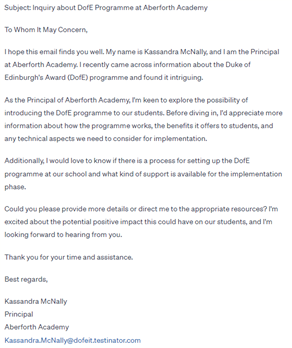 Subject: Inquiry about DofE Programme at Aberforth Academy
To Whom It May Concern,
I hope this email finds you well. My name is Kassandra McNally, and I am the Principal
at Aberforth Academy. I recently came across information about the Duke of
Edinburgh's Award (DofE) programme and found it intriguing.
As the Principal of Aberforth Academy, I'm keen to explore the possibility of
introducing the DofE programme to our students. Before diving in, I'd appreciate more
information about how the programme works, the benefits it offers to students, and
any technical aspects we need to consider for implementation.
Additionally, I would love to know if there is a process for setting up the DofE
programme at our school and what kind of support is available for the implementation
phase.
Could you please provide more details or direct me to the appropriate resources? I'm
excited about the potential positive impact this could have on our students, and I'm
looking forward to hearing from you.
Thank you for your time and assistance.
Best regards,
Kassandra McNally
Principal
Aberforth Academy
Kassandra.McNally@dofeit.testinator.com